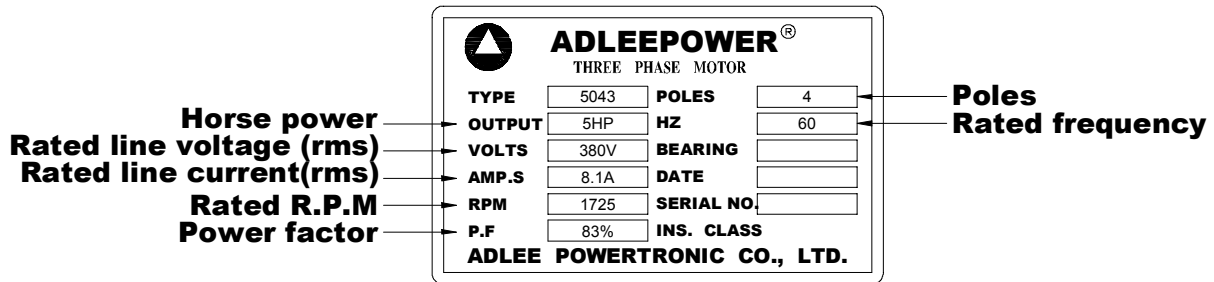 ADLEEPOWER®
THREE PHASE MOTOR
TYPE 5043 POLES 4 Poles
Horse power OUTPUT 5HP HZ 60 Rated frequency
Rated line voltage (rms) VOLTS 380V BEARING
Rated line current(rms) AMP.S 8.1A DATE
Rated R.P.M RPM 1725 SERIAL NO.
Power factor P.F 83% INS. CLASS
ADLEE POWERTRONIC CO., LTD.